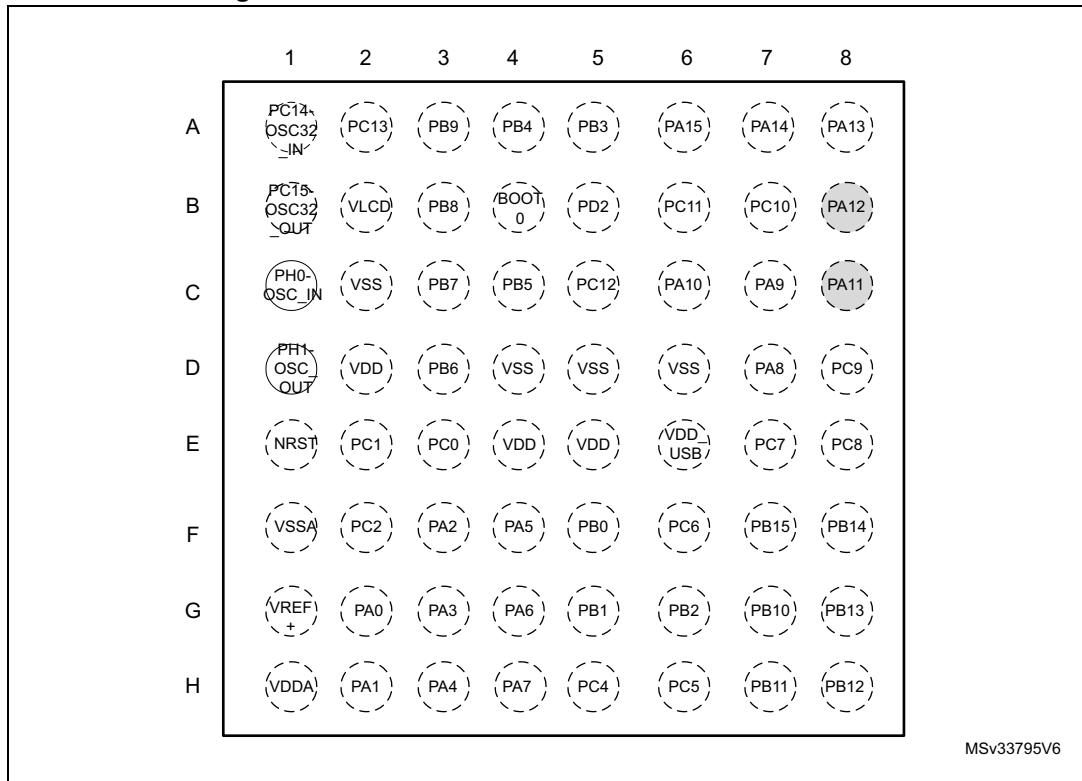 1 2 3 4 5 6 7 8
A PC14-OSC32_IN PC13 PB9 PB4 PB3 PA15 PA14 PA13
B PC15-OSC32_OUT VLCD PB8 BOOT0 PD2 PC11 PC10 PA12
C PH0-OSC_IN VSS PB7 PB5 PC12 PA10 PA9 PA11
D PH1-OSC_OUT VDD PB6 VSS VSS VSS PA8 PC9
E NRST PC1 PC0 VDD VDD VDD_USB PC7 PC8
F VSSA PC2 PA2 PA5 PB0 PC6 PB15 PB14
G VREF+ PA0 PA3 PA6 PB1 PB2 PB10 PB13
H VDDA PA1 PA4 PA7 PC4 PC5 PB11 PB12
MSv33795V6